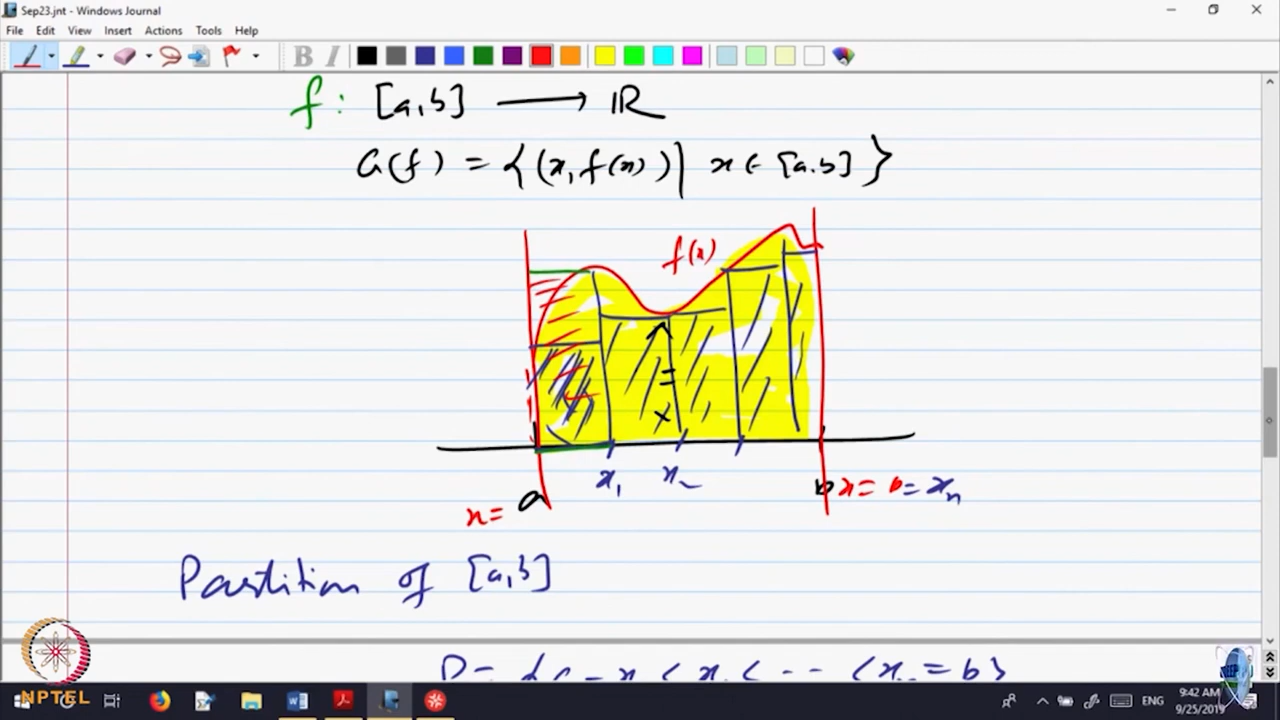 Sep23.jnt - Windows Journal
File Edit View Insert Actions Tools Help
B I
f : [a,b] ⟶ ℝ
G(f) = {(x, f(x)) | x ∈ [a.b]}
f(x)
x₁ x₂
x = a
b x = b = xₙ
Partition of [a,b]
NPTEL
ENG
9:42 AM